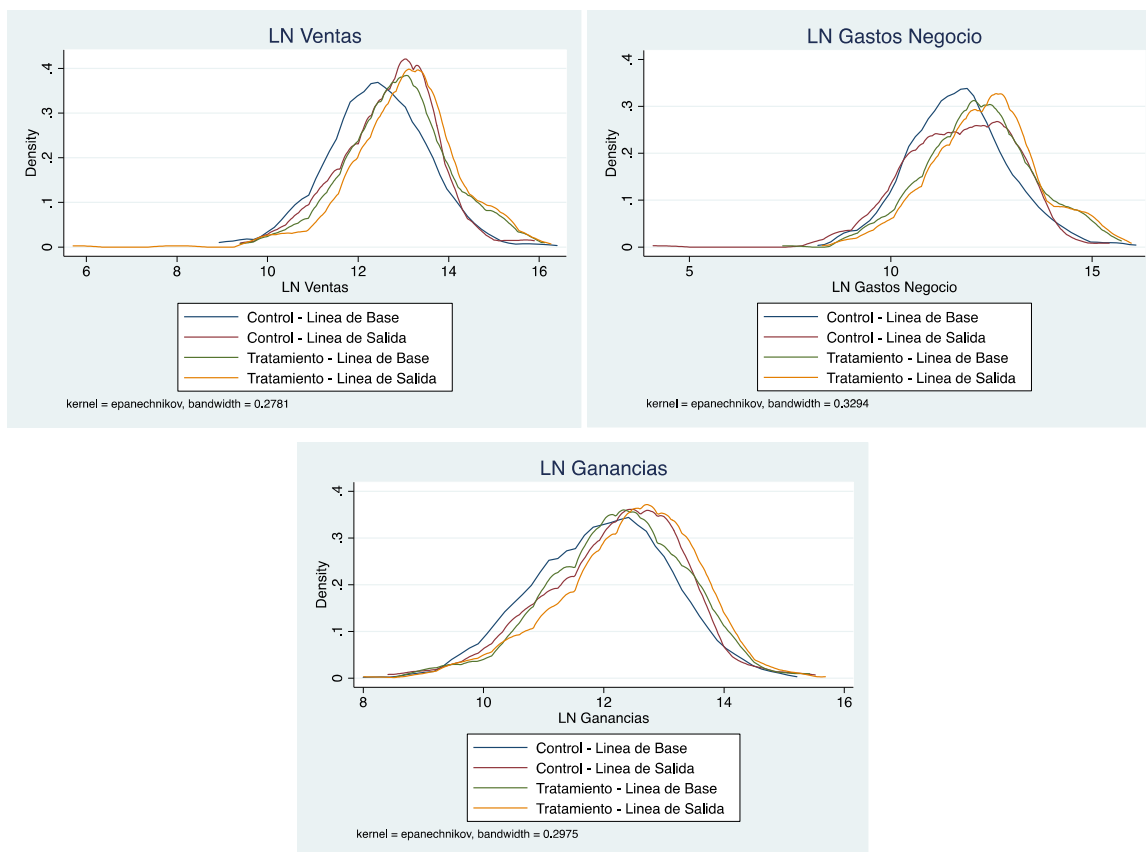 LN Ventas
.4
.3
.2
.1
0
Density
6 8 10 12 14 16
LN Ventas
Control - Linea de Base
Control - Linea de Salida
Tratamiento - Linea de Base
Tratamiento - Linea de Salida
kernel = epanechnikov, bandwidth = 0.2781
LN Gastos Negocio
.4
.3
.2
.1
0
Density
5 10 15
LN Gastos Negocio
Control - Linea de Base
Control - Linea de Salida
Tratamiento - Linea de Base
Tratamiento - Linea de Salida
kernel = epanechnikov, bandwidth = 0.3294
LN Ganancias
.4
.3
.2
.1
0
Density
8 10 12 14 16
LN Ganancias
Control - Linea de Base
Control - Linea de Salida
Tratamiento - Linea de Base
Tratamiento - Linea de Salida
kernel = epanechnikov, bandwidth = 0.2975